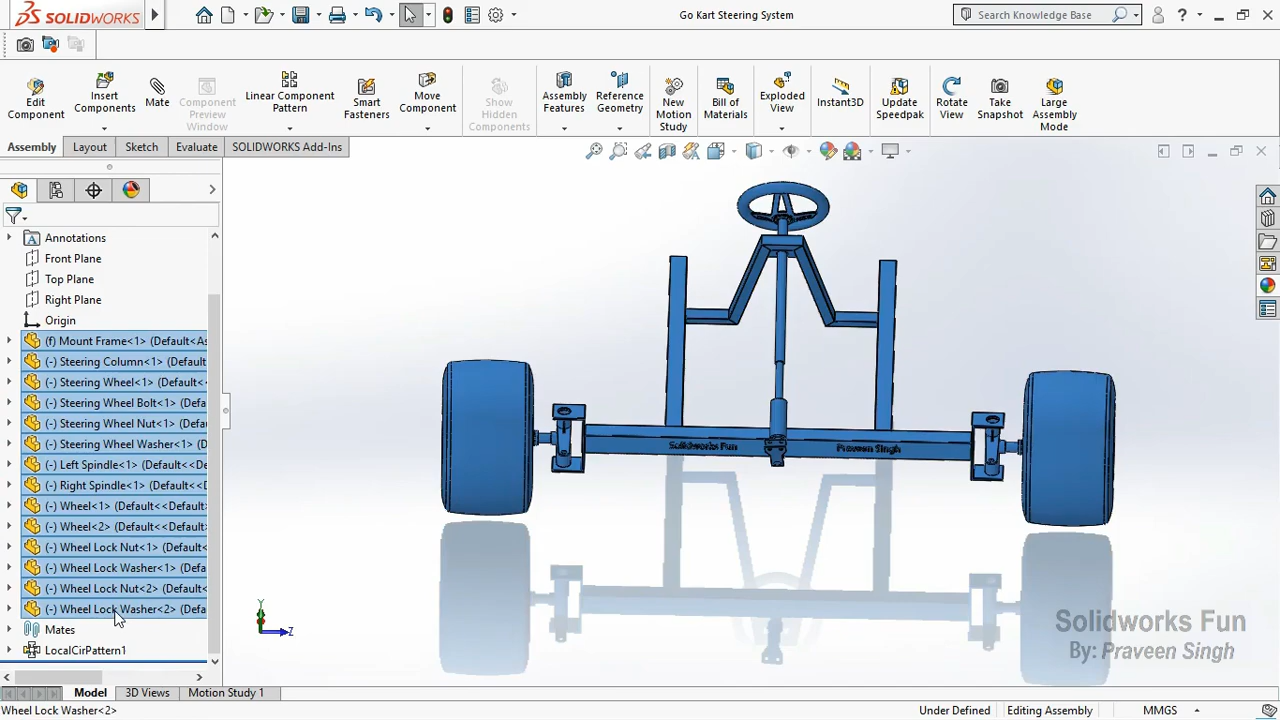 SOLIDWORKS
Go Kart Steering System
Search Knowledge Base
?
Edit Component
Insert Components
Mate
Component Preview Window
Linear Component Pattern
Smart Fasteners
Move Component
Show Hidden Components
Assembly Features
Reference Geometry
New Motion Study
Bill of Materials
Exploded View
Instant3D
Update Speedpak
Rotate View
Take Snapshot
Large Assembly Mode
Assembly
Layout
Sketch
Evaluate
SOLIDWORKS Add-Ins
Annotations
Front Plane
Top Plane
Right Plane
Origin
(f) Mount Frame<1> (Default<As
(-) Steering Column<1> (Default
(-) Steering Wheel<1> (Default<
(-) Steering Wheel Bolt<1> (Defa
(-) Steering Wheel Nut<1> (Defau
(-) Steering Wheel Washer<1> (D
(-) Left Spindle<1> (Default<<De
(-) Right Spindle<1> (Default<<D
(-) Wheel<1> (Default<<Default>
(-) Wheel<2> (Default<<Default>
(-) Wheel Lock Nut<1> (Default<
(-) Wheel Lock Washer<1> (Defa
(-) Wheel Lock Nut<2> (Default<
(-) Wheel Lock Washer<2> (Defa
Mates
LocalCirPattern1
Solidworks Fun
Praveen Singh
Y
Z
Solidworks Fun
By: Praveen Singh
Model
3D Views
Motion Study 1
Wheel Lock Washer<2>
Under Defined
Editing Assembly
MMGS